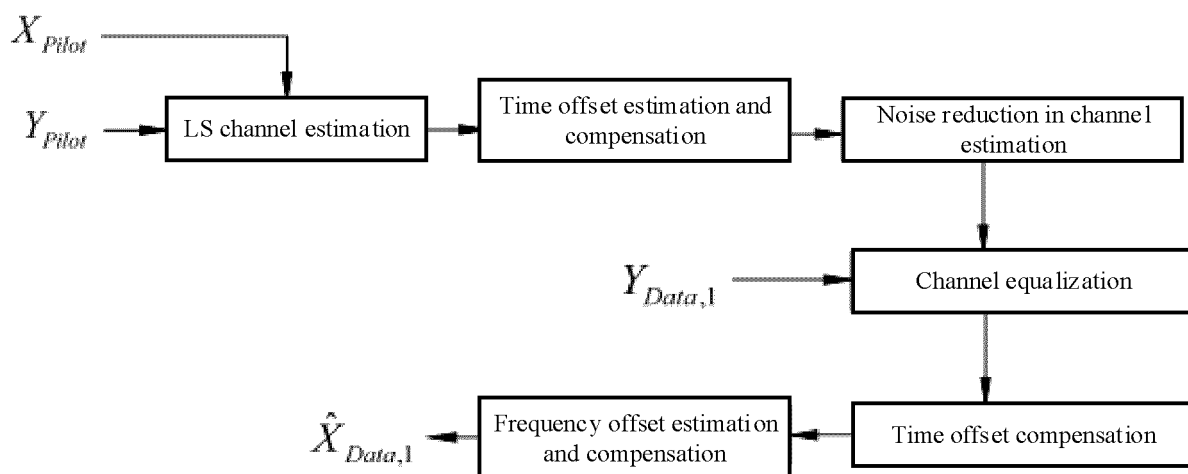 X_Pilot
Y_Pilot
LS channel estimation
Time offset estimation and
compensation
Noise reduction in channel
estimation
Y_Data,1
Channel equalization
Time offset compensation
Frequency offset estimation
and compensation
X̂_Data,1